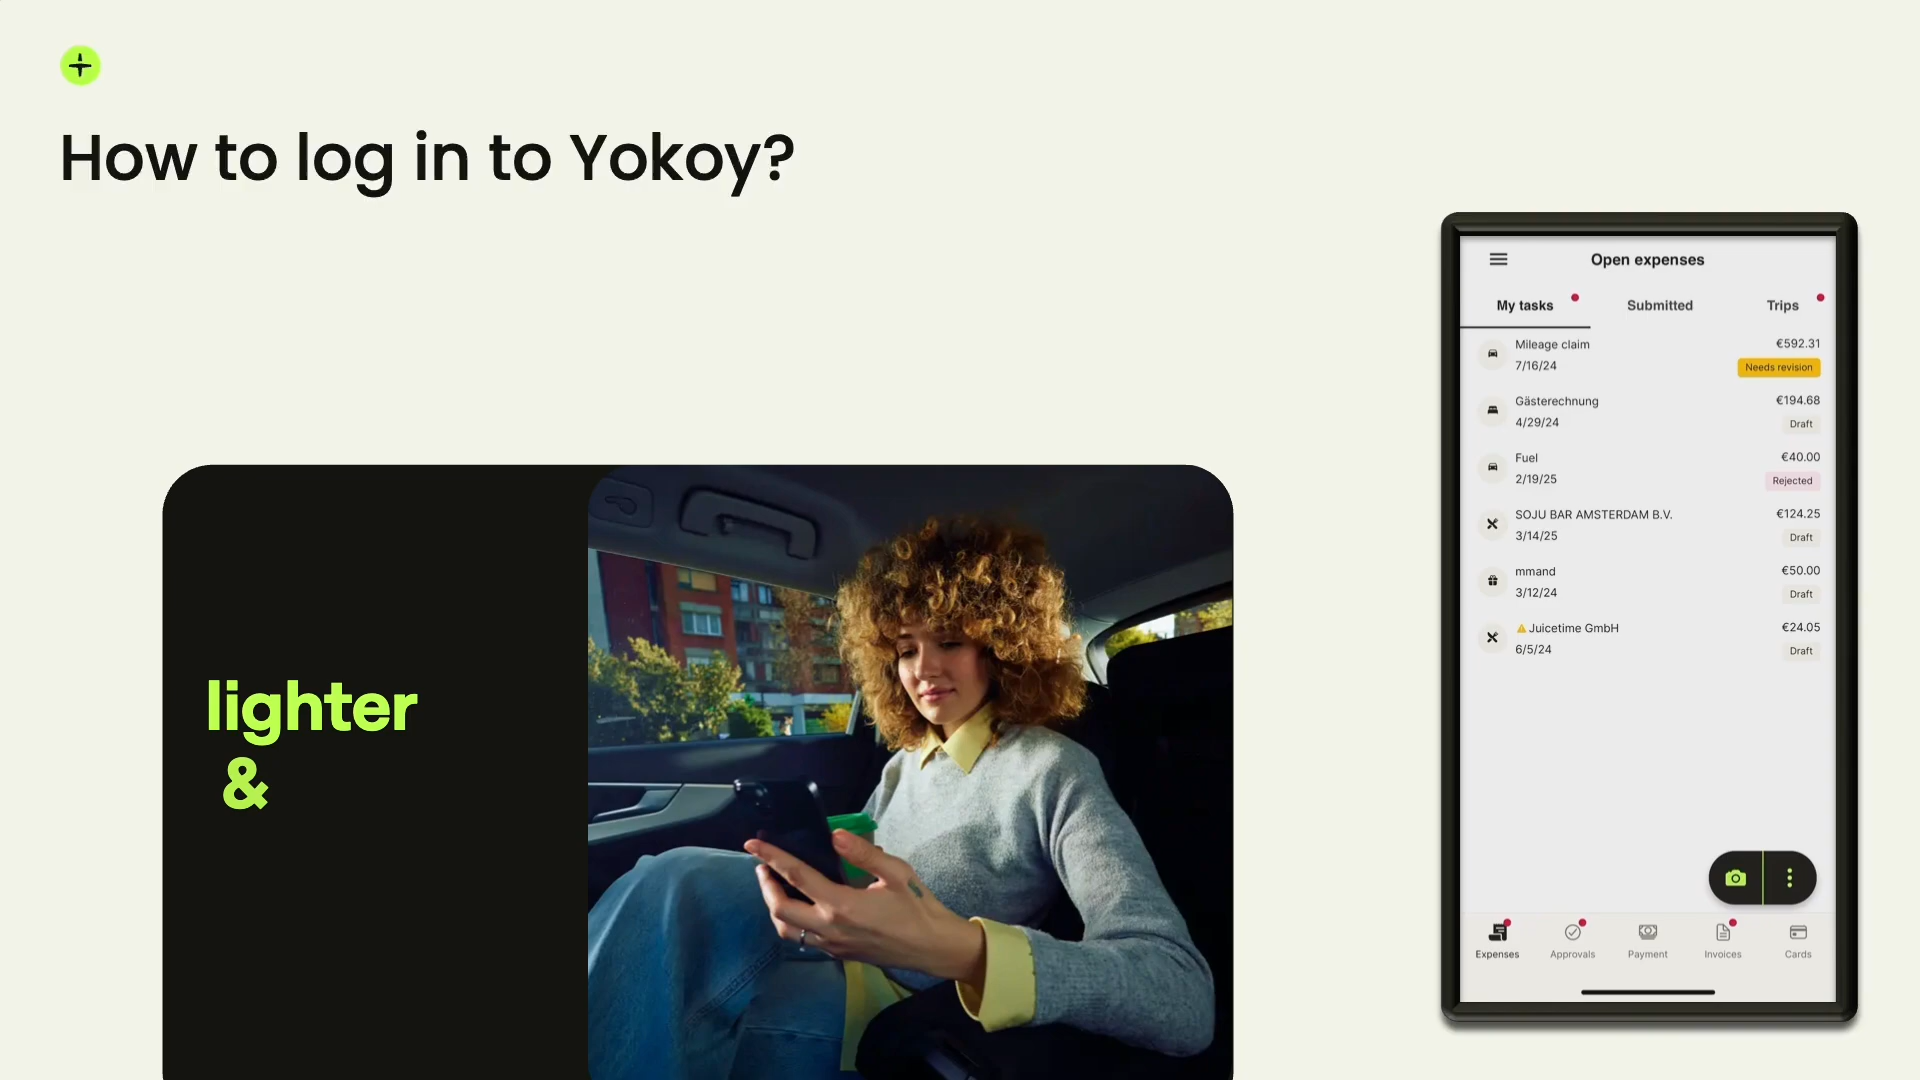 How to log in to Yokoy?
lighter
&
Open expenses
My tasks
Submitted
Trips
Mileage claim
€592.31
7/16/24
Needs revision
Gästerechnung
€194.68
4/29/24
Draft
Fuel
€40.00
2/19/25
Rejected
SOJU BAR AMSTERDAM B.V.
€124.25
3/14/25
Draft
mmand
€50.00
3/12/24
Draft
Juicetime GmbH
€24.05
6/5/24
Draft
Expenses
Approvals
Payment
Invoices
Cards